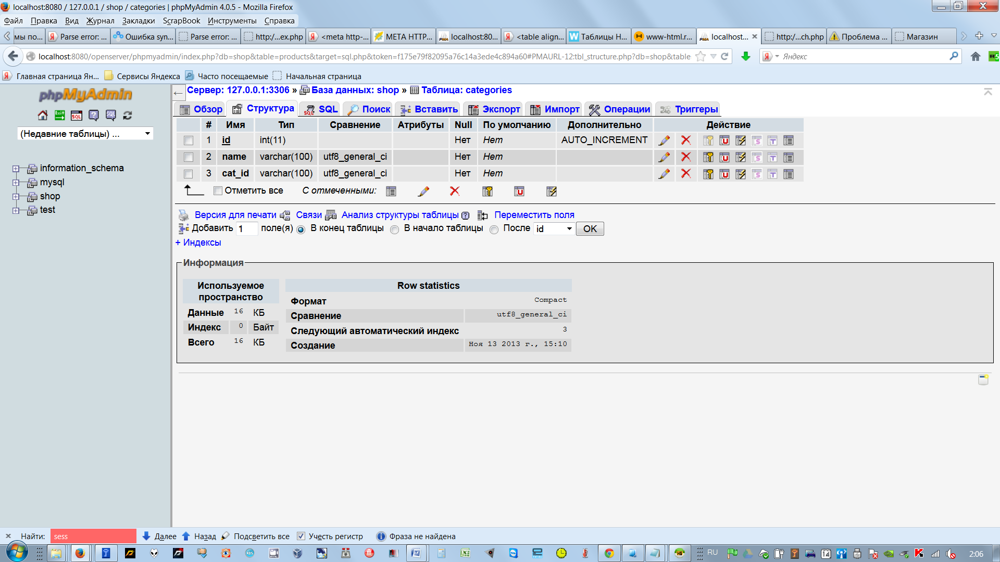 localhost:8080 / 127.0.0.1 / shop / categories | phpMyAdmin 4.0.5 - Mozilla Firefox
Файл Правка Вид Журнал Закладки ScrapBook Инструменты Справка
мы по... Parse error: ... Ошибка syn... Parse error: ... http:/...ex.php <meta http-... META HTTP... localhost:80... <table align... Таблицы H... www-html.r... localhost... http:/...ch.php Проблема ... Магазин
localhost:8080/openserver/phpmyadmin/index.php?db=shop&table=products&target=sql.php&token=f175e79f82095a76c14a3ede4c894a60#PMAURL-12:tbl_structure.php?db=shop&table Яндекс
Главная страница Ян... Сервисы Яндекса Часто посещаемые Начальная страница
phpMyAdmin
(Недавние таблицы) ...
information_schema
mysql
shop
test
Сервер: 127.0.0.1:3306 » База данных: shop » Таблица: categories
Обзор Структура SQL Поиск Вставить Экспорт Импорт Операции Триггеры
# Имя Тип Сравнение Атрибуты Null По умолчанию Дополнительно Действие
1 id int(11) Нет Нет AUTO_INCREMENT
2 name varchar(100) utf8_general_ci Нет Нет
3 cat_id varchar(100) utf8_general_ci Нет Нет
Отметить все С отмеченными:
Версия для печати Связи Анализ структуры таблицы Переместить поля
Добавить 1 поле(я) В конец таблицы В начало таблицы После id OK
+ Индексы
Информация
Используемое пространство
Данные 16 КБ
Индекс 0 Байт
Всего 16 КБ
Row statistics
Формат Compact
Сравнение utf8_general_ci
Следующий автоматический индекс 3
Создание Ноя 13 2013 г., 15:10
Найти: sess Далее Назад Подсветить все Учесть регистр Фраза не найдена
RU 2:06